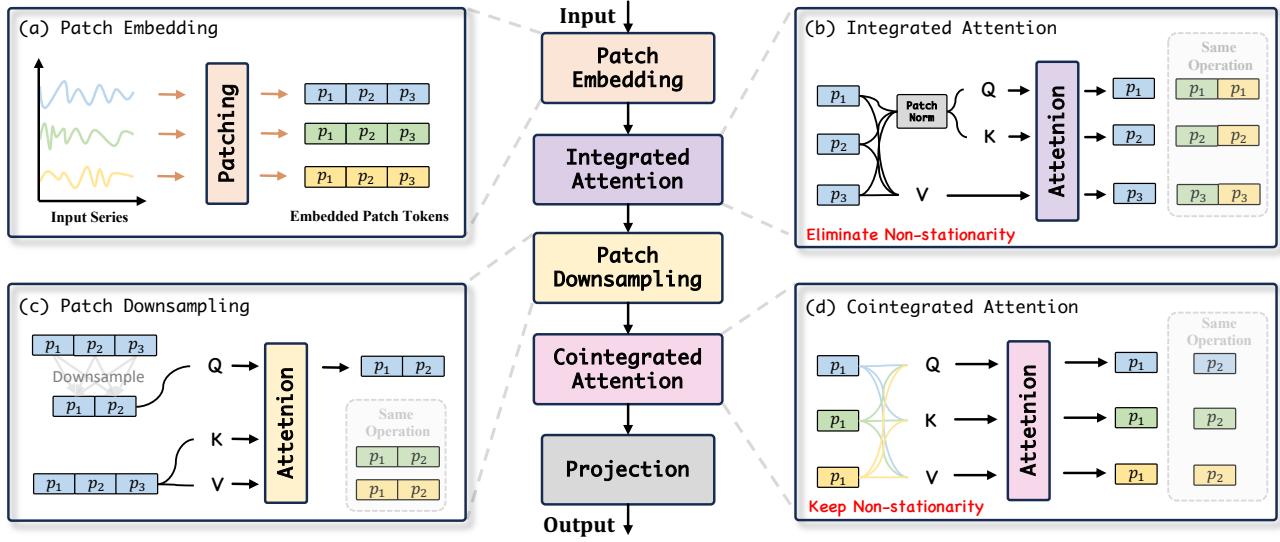 (a) Patch Embedding
Patching
p₁ p₂ p₃
p₁ p₂ p₃
p₁ p₂ p₃
Input Series
Embedded Patch Tokens
Input
Patch
Embedding
Integrated
Attention
Patch
Downsampling
Cointegrated
Attention
Projection
Output
(b) Integrated Attention
Same
Operation
p₁
p₂
p₃
Patch
Norm
Q
K
V
Attetnion
p₁
p₂
p₃
p₁ p₁
p₂ p₂
p₃ p₃
Eliminate Non-stationarity
(c) Patch Downsampling
p₁ p₂ p₃
Downsample
p₁ p₂
p₁ p₂ p₃
Q
K
V
Attetnion
p₁ p₂
Same
Operation
p₁ p₂
p₁ p₂
(d) Cointegrated Attention
Same
Operation
p₁
p₁
p₁
Q
K
V
Attetnion
p₁
p₁
p₁
p₂
p₂
p₂
Keep Non-stationarity